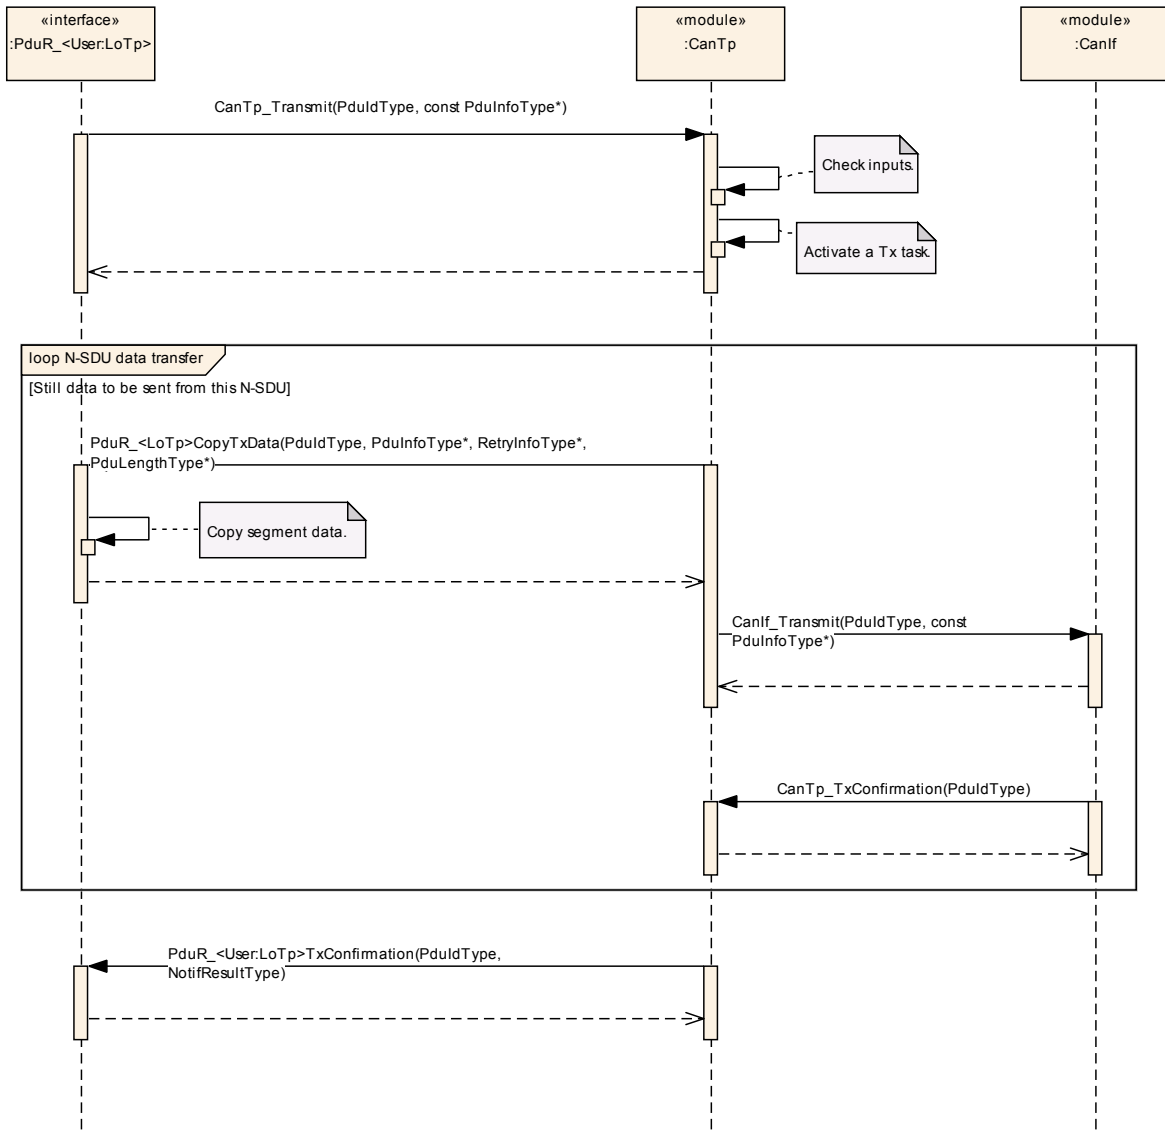 «interface»
:PduR_<User:LoTp>
«module»
:CanTp
«module»
:CanIf
CanTp_Transmit(PduIdType, const PduInfoType*)
Check inputs.
Activate a Tx task.
loop N-SDU data transfer
[Still data to be sent from this N-SDU]
PduR_<LoTp>CopyTxData(PduIdType, PduInfoType*, RetryInfoType*,
PduLengthType*)
Copy segment data.
CanIf_Transmit(PduIdType, const
PduInfoType*)
CanTp_TxConfirmation(PduIdType)
PduR_<User:LoTp>TxConfirmation(PduIdType,
NotifResultType)